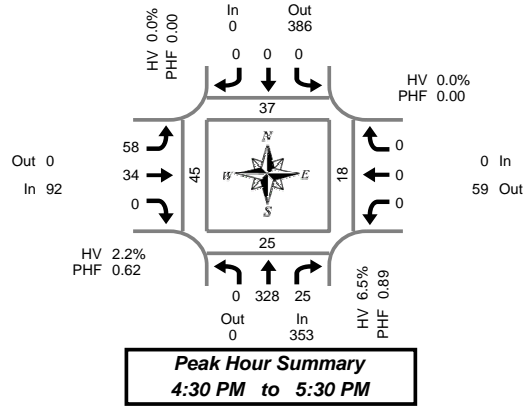 In Out
0 386
HV 0.0%
PHF 0.00
0 0 0
HV 0.0%
PHF 0.00
37
58
34
0
Out 0
In 92
45
N
W E
S
18
0
0
0
0 In
59 Out
25
HV 2.2%
PHF 0.62
0 328 25
HV 6.5%
PHF 0.89
Out In
0 353
Peak Hour Summary
4:30 PM to 5:30 PM